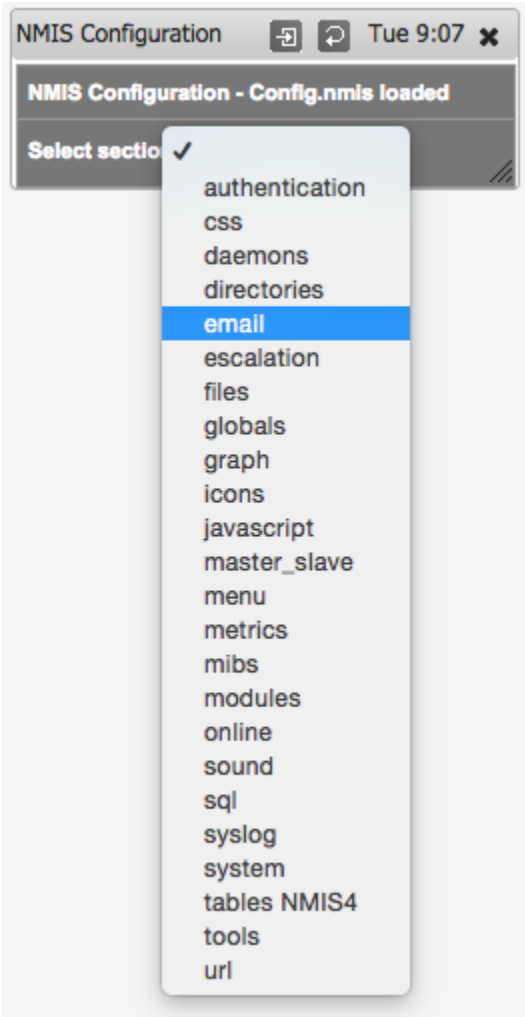 NMIS Configuration Tue 9:07
NMIS Configuration - Config.nmis loaded
Select sectio
authentication
css
daemons
directories
email
escalation
files
globals
graph
icons
javascript
master_slave
menu
metrics
mibs
modules
online
sound
sql
syslog
system
tables NMIS4
tools
url